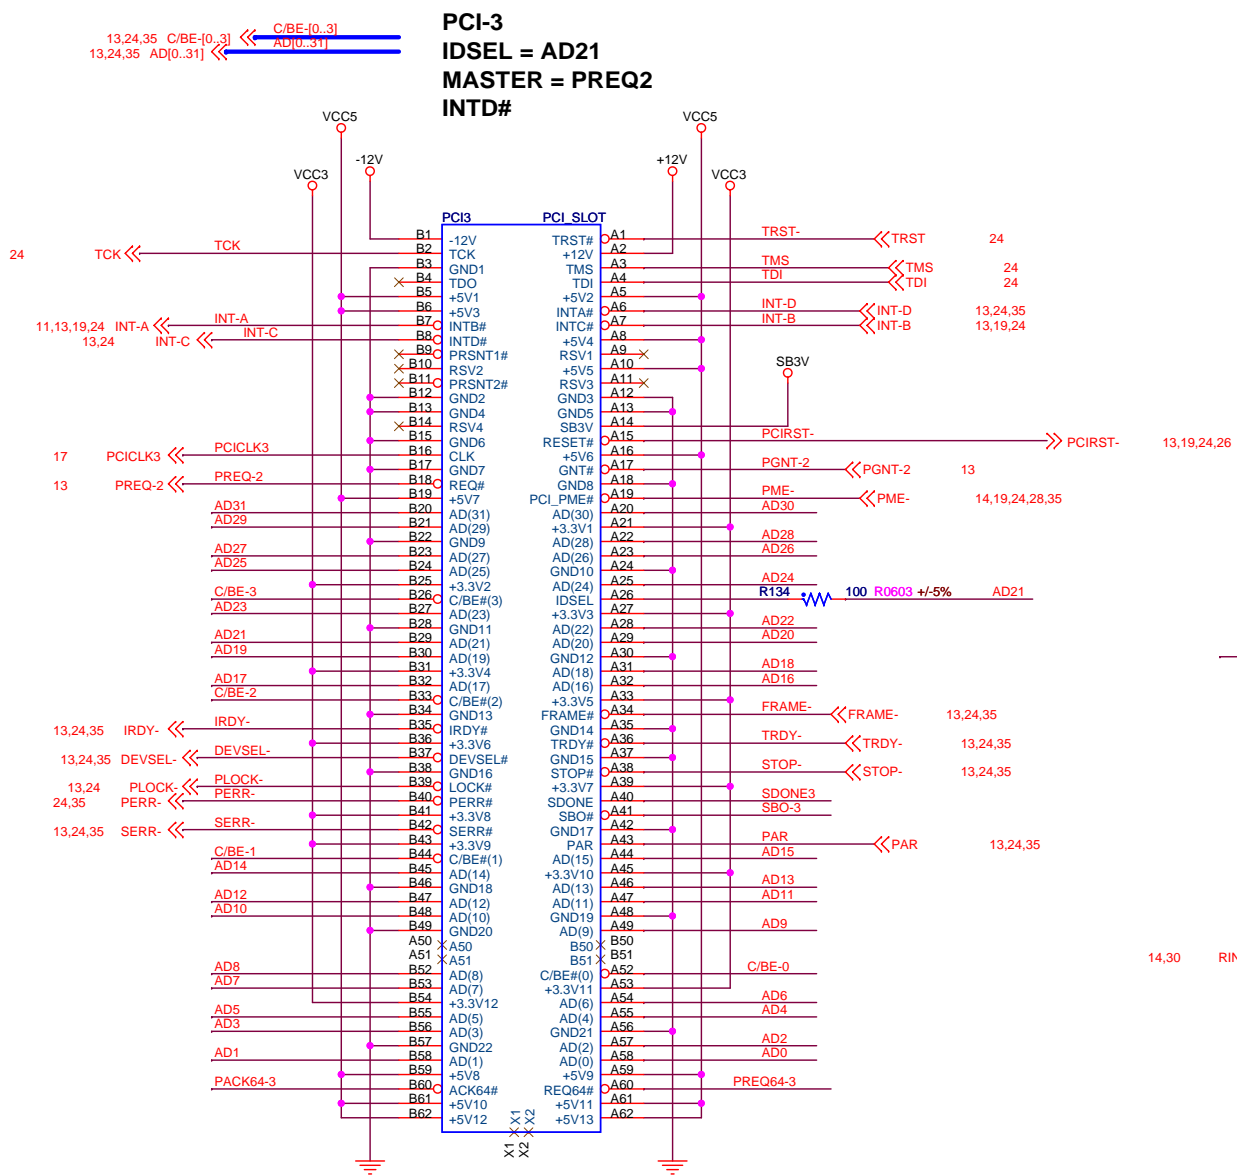 PCI-3
IDSEL = AD21
MASTER = PREQ2
INTD#
13,24,35 C/BE-[0..3] C/BE-[0..3]
13,24,35 AD[0..31] AD[0..31]
VCC5 VCC5
-12V +12V
VCC3 VCC3
PCI3 PCI_SLOT
B1 -12V TRST# A1 TRST- TRST 24
24 TCK TCK B2 TCK +12V A2
B3 GND1 TMS A3 TMS TMS 24
B4 TDO TDI A4 TDI TDI 24
B5 +5V1 +5V2 A5
B6 +5V3 INTA# A6 INT-D INT-D 13,24,35
11,13,19,24 INT-A INT-A B7 INTB# INTC# A7 INT-B INT-B 13,19,24
13,24 INT-C INT-C B8 INTD# +5V4 A8
B9 PRSNT1# RSV1 A9
B10 RSV2 +5V5 A10 SB3V
B11 PRSNT2# RSV3 A11
B12 GND2 GND3 A12
B13 GND4 GND5 A13
B14 RSV4 SB3V A14
B15 GND6 RESET# A15 PCIRST- PCIRST- 13,19,24,26
17 PCICLK3 PCICLK3 B16 CLK +5V6 A16
B17 GND7 GNT# A17 PGNT-2 PGNT-2 13
13 PREQ-2 PREQ-2 B18 REQ# GND8 A18
B19 +5V7 PCI_PME# A19 PME- PME- 14,19,24,28,35
AD31 B20 AD(31) AD(30) A20 AD30
AD29 B21 AD(29) +3.3V1 A21
B22 GND9 AD(28) A22 AD28
AD27 B23 AD(27) AD(26) A23 AD26
AD25 B24 AD(25) GND10 A24
B25 +3.3V2 AD(24) A25 AD24
C/BE-3 B26 C/BE#(3) IDSEL A26 R134 100 R0603 +/-5% AD21
AD23 B27 AD(23) +3.3V3 A27
B28 GND11 AD(22) A28 AD22
AD21 B29 AD(21) AD(20) A29 AD20
AD19 B30 AD(19) GND12 A30
B31 +3.3V4 AD(18) A31 AD18
AD17 B32 AD(17) AD(16) A32 AD16
C/BE-2 B33 C/BE#(2) +3.3V5 A33
B34 GND13 FRAME# A34 FRAME- FRAME- 13,24,35
13,24,35 IRDY- IRDY- B35 IRDY# GND14 A35
B36 +3.3V6 TRDY# A36 TRDY- TRDY- 13,24,35
13,24,35 DEVSEL- DEVSEL- B37 DEVSEL# GND15 A37
B38 GND16 STOP# A38 STOP- STOP- 13,24,35
13,24 PLOCK- PLOCK- B39 LOCK# +3.3V7 A39
24,35 PERR- PERR- B40 PERR# SDONE A40 SDONE3
B41 +3.3V8 SBO# A41 SBO-3
13,24,35 SERR- SERR- B42 SERR# GND17 A42
B43 +3.3V9 PAR A43 PAR PAR 13,24,35
C/BE-1 B44 C/BE#(1) AD(15) A44 AD15
AD14 B45 AD(14) +3.3V10 A45
B46 GND18 AD(13) A46 AD13
AD12 B47 AD(12) AD(11) A47 AD11
AD10 B48 AD(10) GND19 A48
B49 GND20 AD(9) A49 AD9
A50 A50 B50 B50
A51 A51 B51 B51 14,30 RIN
AD8 B52 AD(8) C/BE#(0) A52 C/BE-0
AD7 B53 AD(7) +3.3V11 A53
B54 +3.3V12 AD(6) A54 AD6
AD5 B55 AD(5) AD(4) A55 AD4
AD3 B56 AD(3) GND21 A56
B57 GND22 AD(2) A57 AD2
AD1 B58 AD(1) AD(0) A58 AD0
B59 +5V8 +5V9 A59
PACK64-3 B60 ACK64# REQ64# A60 PREQ64-3
B61 +5V10 +5V11 A61
B62 +5V12 +5V13 A62
X1 X2
X1 X2